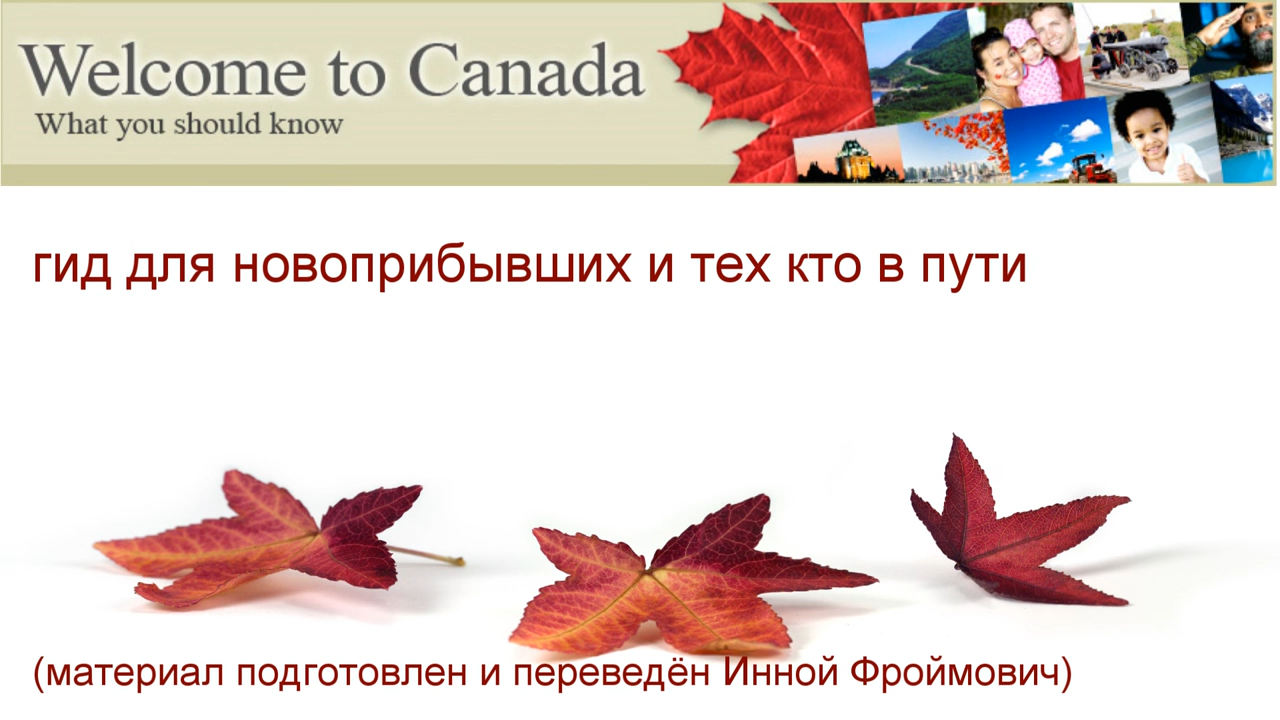 Welcome to Canada
What you should know
гид для новоприбывших и тех кто в пути
(материал подготовлен и переведён Инной Фроймович)